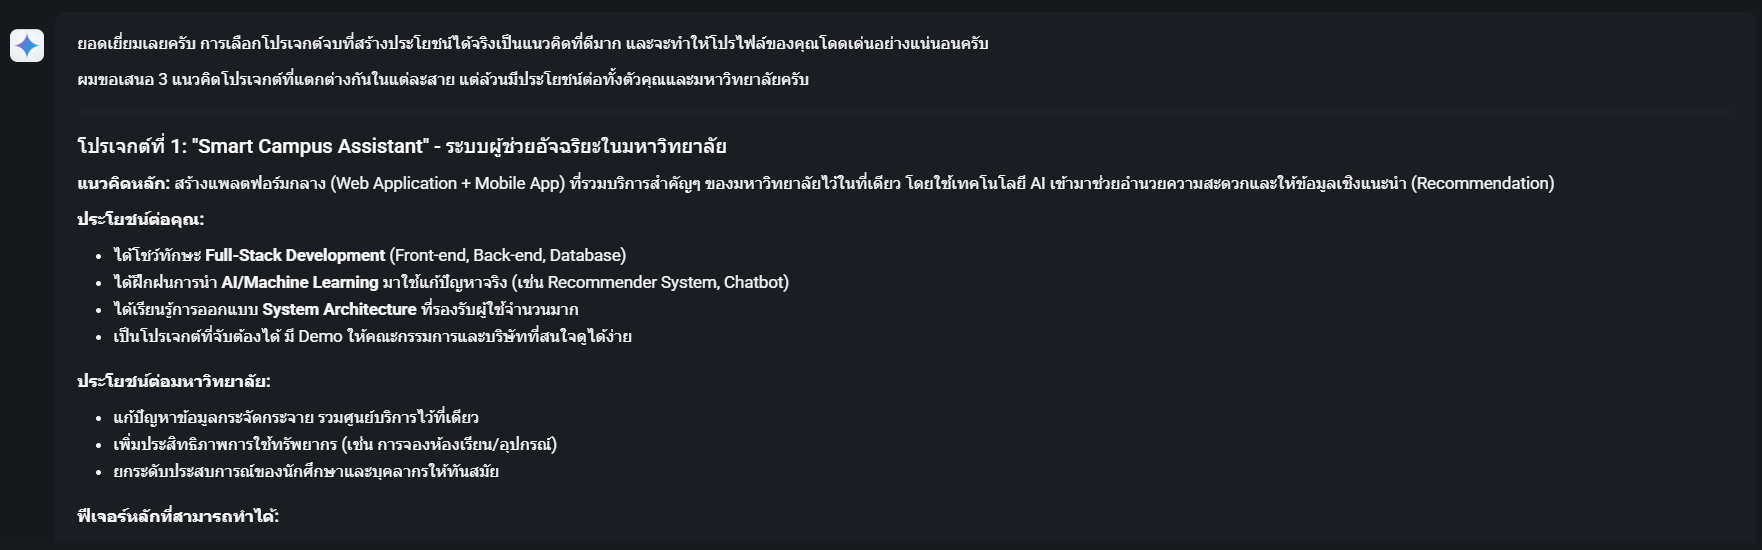 ยอดเยี่ยมเลยครับ การเลือกโปรเจกต์จบที่สร้างประโยชน์ได้จริงเป็นแนวคิดที่ดีมาก และจะทำให้โปรไฟล์ของคุณโดดเด่นอย่างแน่นอนครับ
ผมขอเสนอ 3 แนวคิดโปรเจกต์ที่แตกต่างกันในแต่ละสาย แต่ล้วนมีประโยชน์ต่อทั้งตัวคุณและมหาวิทยาลัยครับ
โปรเจกต์ที่ 1: "Smart Campus Assistant" - ระบบผู้ช่วยอัจฉริยะในมหาวิทยาลัย
แนวคิดหลัก: สร้างแพลตฟอร์มกลาง (Web Application + Mobile App) ที่รวมบริการสำคัญๆ ของมหาวิทยาลัยไว้ในที่เดียว โดยใช้เทคโนโลยี AI เข้ามาช่วยอำนวยความสะดวกและให้ข้อมูลเชิงแนะนำ (Recommendation)
ประโยชน์ต่อคุณ:
• ได้โชว์ทักษะ Full-Stack Development (Front-end, Back-end, Database)
• ได้ฝึกฝนการนำ AI/Machine Learning มาใช้แก้ปัญหาจริง (เช่น Recommender System, Chatbot)
• ได้เรียนรู้การออกแบบ System Architecture ที่รองรับผู้ใช้จำนวนมาก
• เป็นโปรเจกต์ที่จับต้องได้ มี Demo ให้คณะกรรมการและบริษัทที่สนใจดูได้ง่าย
ประโยชน์ต่อมหาวิทยาลัย:
• แก้ปัญหาข้อมูลกระจัดกระจาย รวมศูนย์บริการไว้ที่เดียว
• เพิ่มประสิทธิภาพการใช้ทรัพยากร (เช่น การจองห้องเรียน/อุปกรณ์)
• ยกระดับประสบการณ์ของนักศึกษาและบุคลากรให้ทันสมัย
ฟีเจอร์หลักที่สามารถทำได้: